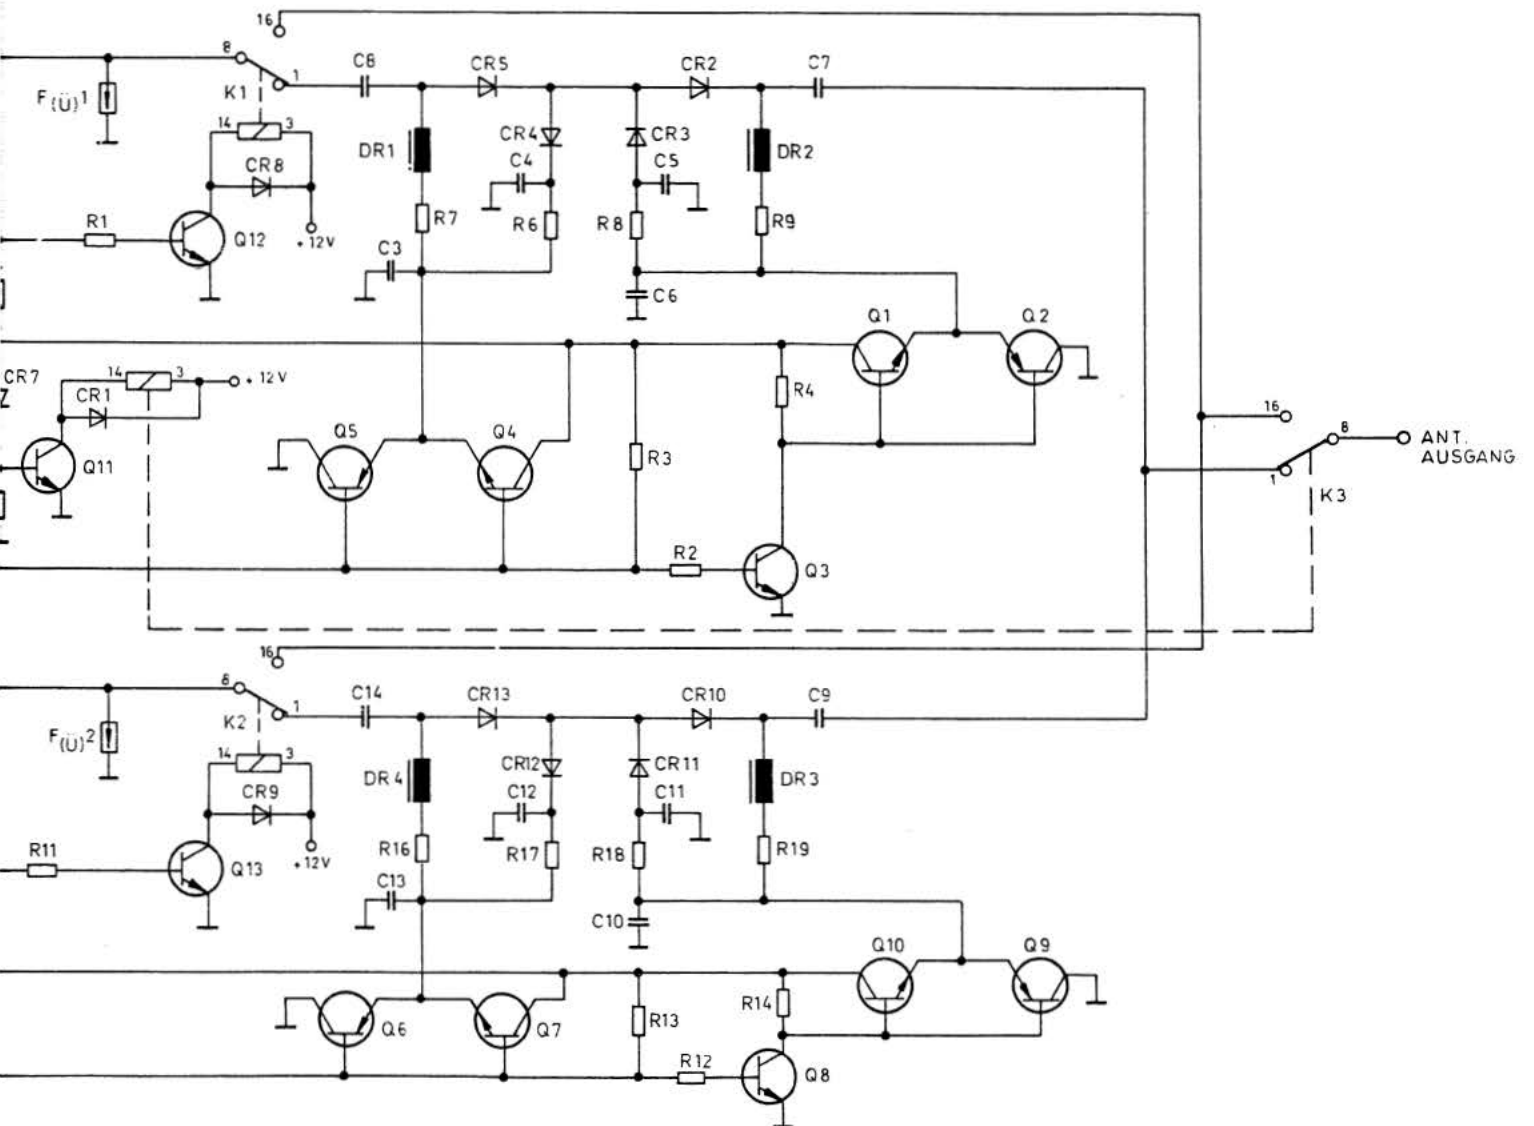 16
8
1
C8
CR5
CR2
C7
F(Ü)1
K1
14
3
CR8
DR1
CR4
C4
CR3
C5
DR2
R1
Q12
+12V
R7
R6
R8
R9
C3
C6
Q1
Q2
CR7
14
3
+ 12V
CR1
R4
Q11
Q5
Q4
R3
16
8
ANT.
AUSGANG
1
K3
R2
Q3
16
8
1
C14
CR13
CR10
C9
F(Ü)2
K2
14
3
CR9
DR4
CR12
C12
CR11
C11
DR3
R11
Q13
+12V
R16
R17
R18
R19
C13
C10
Q10
Q9
Q6
Q7
R13
R14
R12
Q8